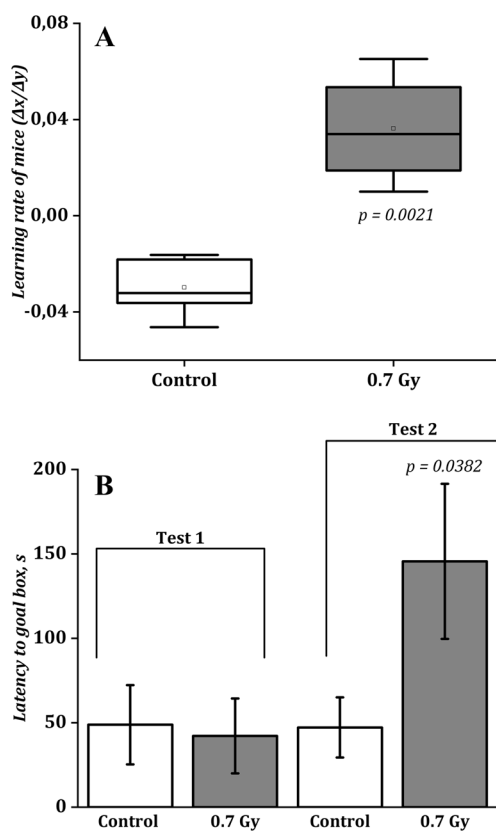 A
Learning rate of mice (Δx/Δy)
0,08
0,04
0,00
-0,04
p = 0.0021
Control 0.7 Gy
B
Latency to goal box, s
Test 2
p = 0.0382
Test 1
200
150
100
50
0
Control 0.7 Gy Control 0.7 Gy